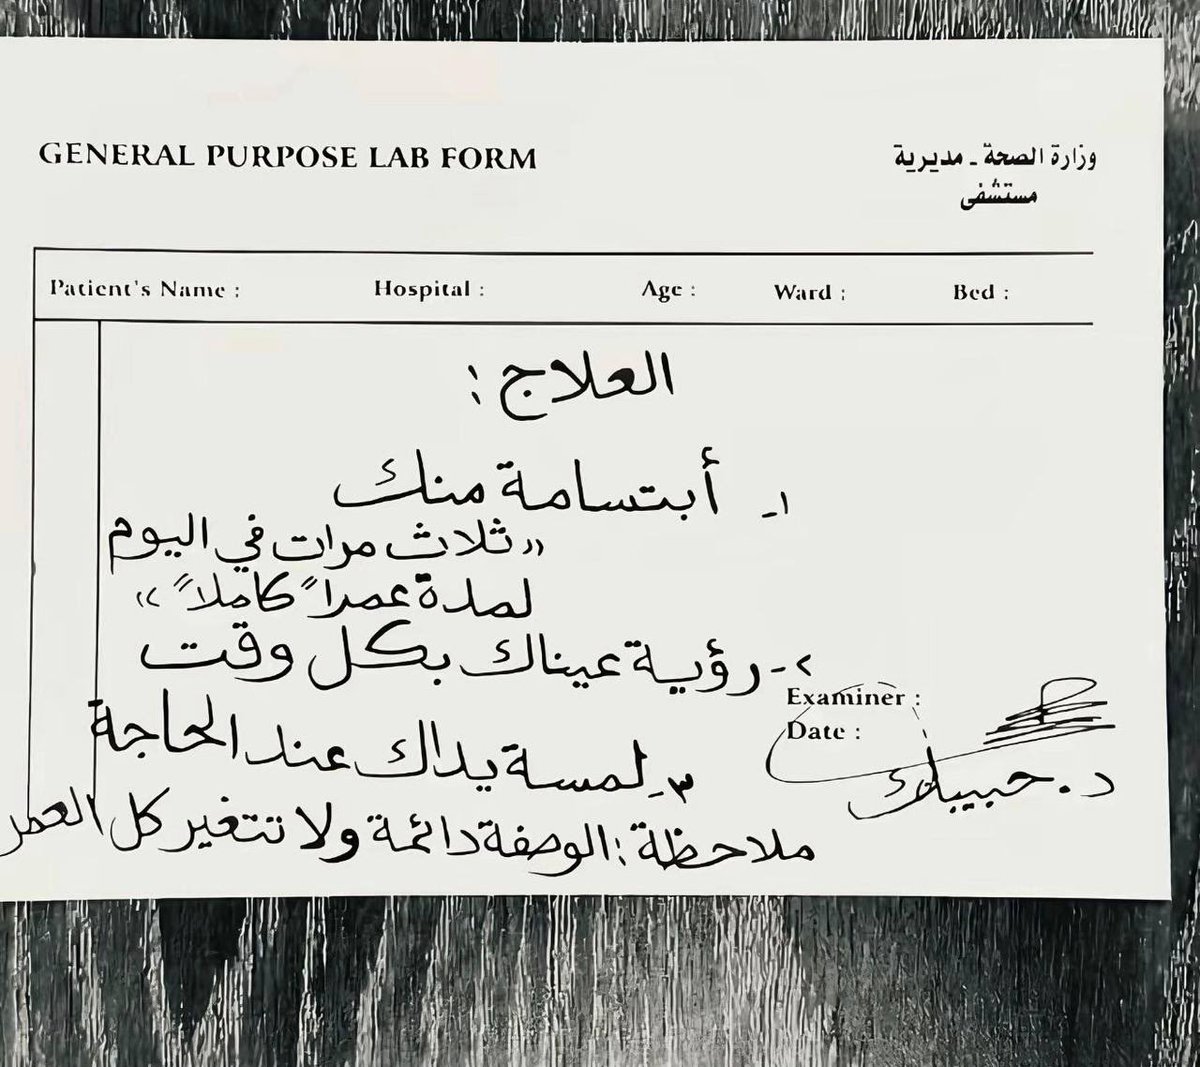 GENERAL PURPOSE LAB FORM
وزارة الصحة - مديرية
مستشفى
Patient's Name : Hospital : Age : Ward : Bed :
العلاج :
١- أبتسامة منك
«ثلاث مرات في اليوم
لمدة عمراً كاملاً»
٢- رؤية عيناك بكل وقت
٣- لمسة يداك عند الحاجة
ملاحظة : الوصفة دائمة ولا تتغير كل العمر
Examiner :
Date :
د. حبيبك